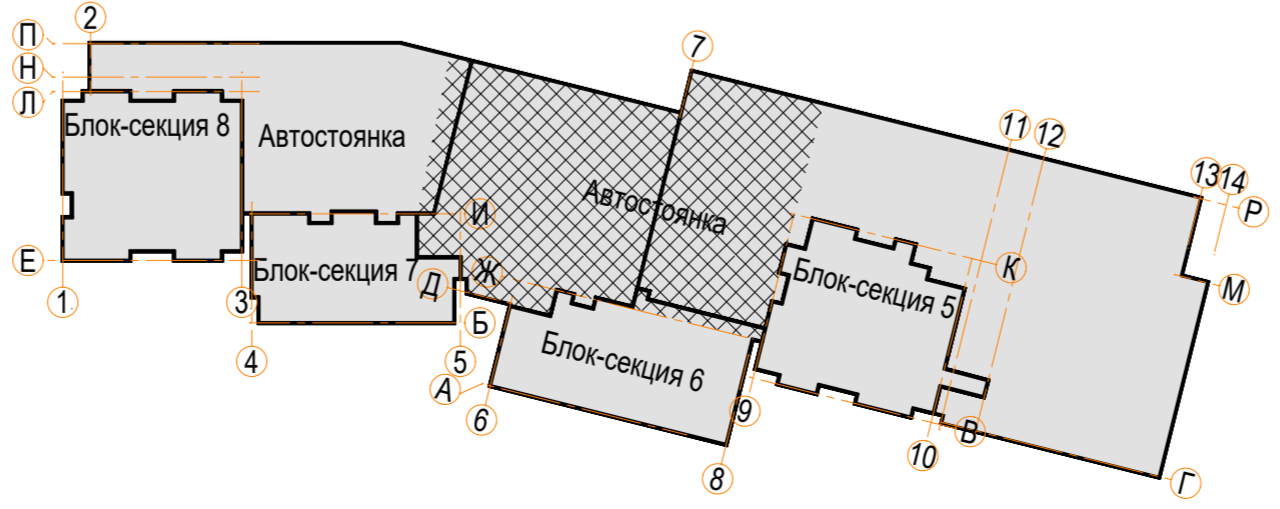 2
П
Н
Л
7
11
12
13
14
Р
Блок-секция 8
Автостоянка
Автостоянка
И
К
М
Е
Блок-секция 7
Ж
Д
Блок-секция 5
1
3
Б
4
5
А
6
Блок-секция 6
9
8
10
В
Г